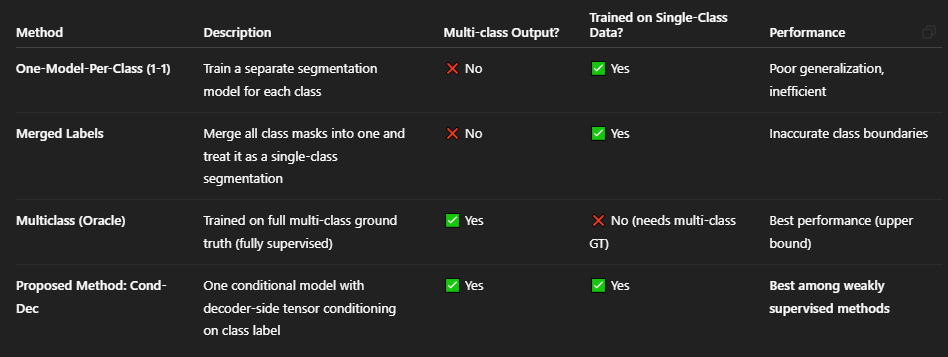 Method Description Multi-class Output? Trained on Single-Class Data? Performance
One-Model-Per-Class (1-1) Train a separate segmentation model for each class ❌ No ✅ Yes Poor generalization, inefficient
Merged Labels Merge all class masks into one and treat it as a single-class segmentation ❌ No ✅ Yes Inaccurate class boundaries
Multiclass (Oracle) Trained on full multi-class ground truth (fully supervised) ✅ Yes ❌ No (needs multi-class GT) Best performance (upper bound)
Proposed Method: Cond-Dec One conditional model with decoder-side tensor conditioning on class label ✅ Yes ✅ Yes Best among weakly supervised methods